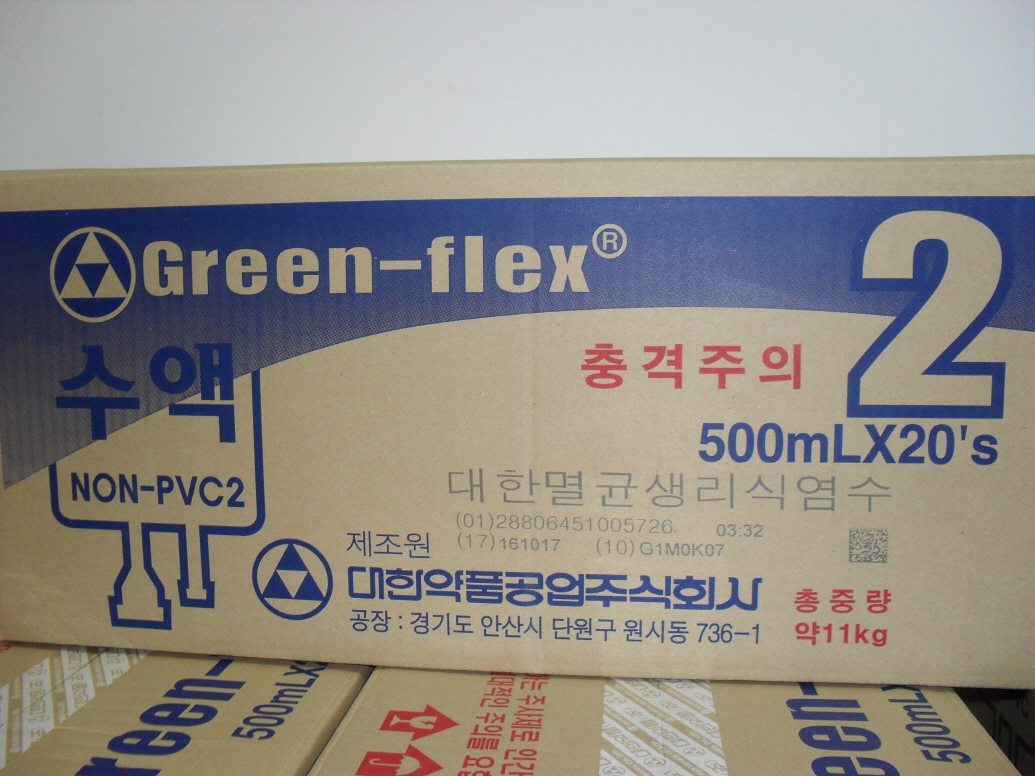 Green-flex®
2
수액
충격주의
500mLX20's
NON-PVC2
대한멸균생리식염수
(01)28806451005726 03:32
(17)161017 (10)G1M0K07
제조원
대한약품공업주식회사
공장 : 경기도 안산시 단원구 원시동 736-1
총중량
약11kg
500mLX
500mLX